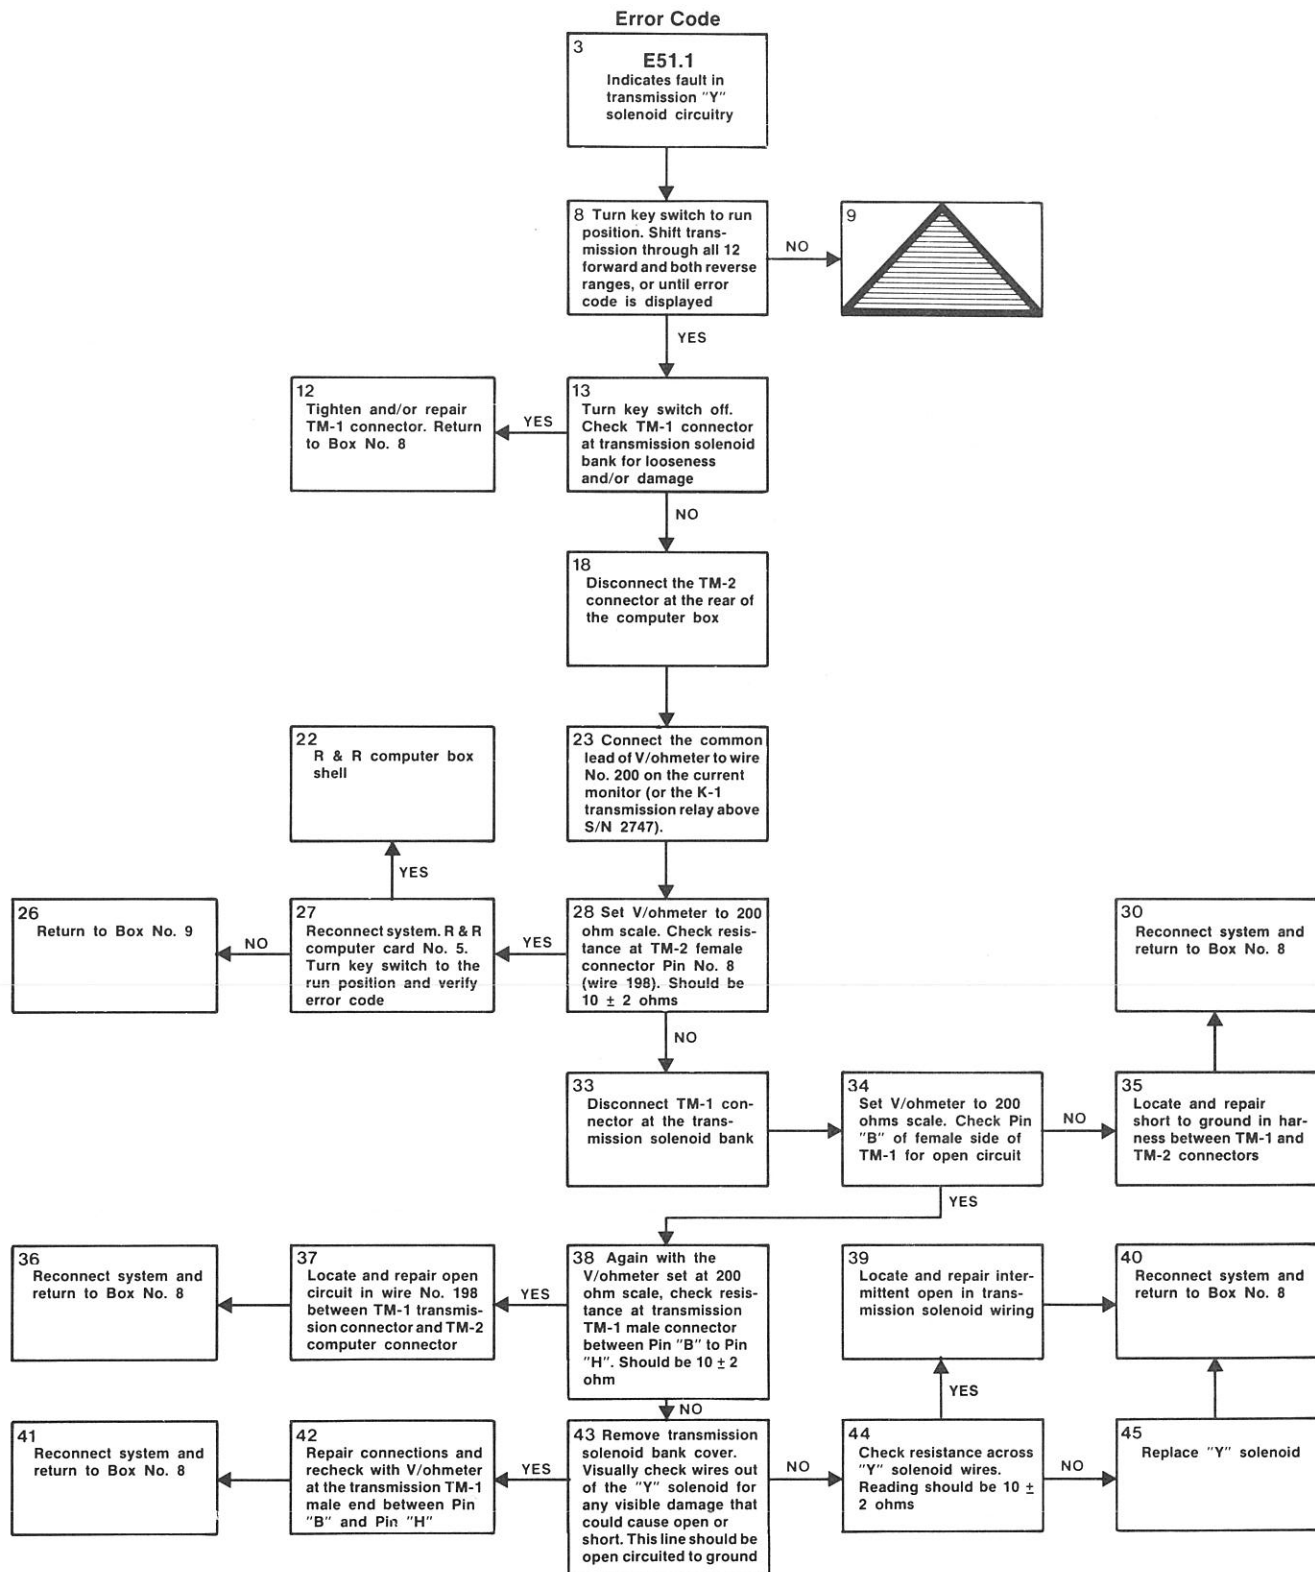 Error Code
3
E51.1
Indicates fault in
transmission "Y"
solenoid circuitry
8 Turn key switch to run
position. Shift trans-
mission through all 12
forward and both reverse
ranges, or until error
code is displayed
NO
9
YES
12
Tighten and/or repair
TM-1 connector. Return
to Box No. 8
YES
13
Turn key switch off.
Check TM-1 connector
at transmission solenoid
bank for looseness
and/or damage
NO
18
Disconnect the TM-2
connector at the rear of
the computer box
22
R & R computer box
shell
23 Connect the common
lead of V/ohmeter to wire
No. 200 on the current
monitor (or the K-1
transmission relay above
S/N 2747).
YES
26
Return to Box No. 9
NO
27
Reconnect system. R & R
computer card No. 5.
Turn key switch to the
run position and verify
error code
YES
28 Set V/ohmeter to 200
ohm scale. Check resis-
tance at TM-2 female
connector Pin No. 8
(wire 198). Should be
10 ± 2 ohms
30
Reconnect system and
return to Box No. 8
NO
33
Disconnect TM-1 con-
nector at the trans-
mission solenoid bank
34
Set V/ohmeter to 200
ohms scale. Check Pin
"B" of female side of
TM-1 for open circuit
NO
35
Locate and repair
short to ground in har-
ness between TM-1 and
TM-2 connectors
YES
36
Reconnect system and
return to Box No. 8
37
Locate and repair open
circuit in wire No. 198
between TM-1 transmis-
sion connector and TM-2
computer connector
YES
38 Again with the
V/ohmeter set at 200
ohm scale, check resis-
tance at transmission
TM-1 male connector
between Pin "B" to Pin
"H". Should be 10 ± 2
ohm
39
Locate and repair inter-
mittent open in trans-
mission solenoid wiring
40
Reconnect system and
return to Box No. 8
NO
YES
41
Reconnect system and
return to Box No. 8
42
Repair connections and
recheck with V/ohmeter
at the transmission TM-1
male end between Pin
"B" and Pin "H"
YES
43 Remove transmission
solenoid bank cover.
Visually check wires out
of the "Y" solenoid for
any visible damage that
could cause open or
short. This line should be
open circuited to ground
NO
44
Check resistance across
"Y" solenoid wires.
Reading should be 10 ±
2 ohms
NO
45
Replace "Y" solenoid